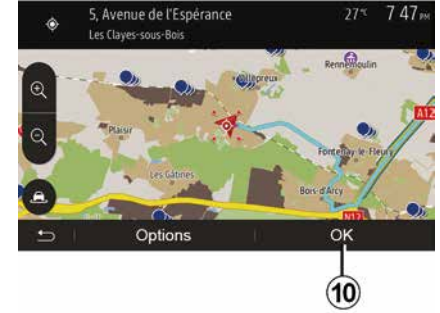 5, Avenue de l'Espérance
Les Clayes-sous-Bois
27°C 7 47 PM
Rennemoulin
Villepreux
A12
Plaisir
Fontenay-le-Fleury
Les Gâtines
Bois-d'Arcy
N12
Options
OK
10